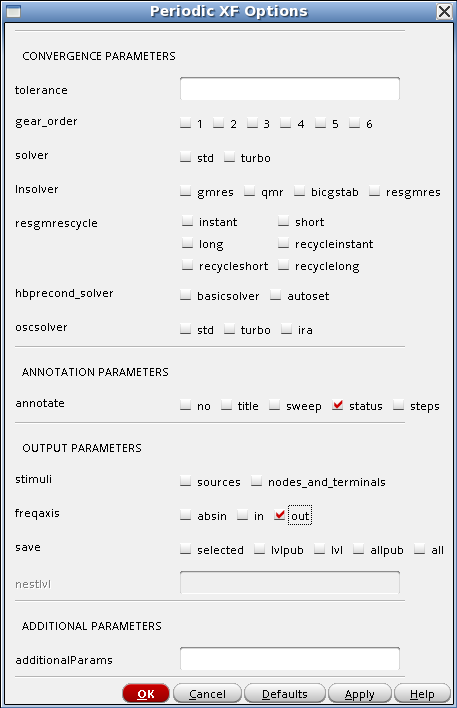 Periodic XF Options
CONVERGENCE PARAMETERS
tolerance
gear_order 1 2 3 4 5 6
solver std turbo
lnsolver gmres qmr bicgstab resgmres
resgmrescycle instant short
long recycleinstant
recycleshort recyclelong
hbprecond_solver basicsolver autoset
oscsolver std turbo ira
ANNOTATION PARAMETERS
annotate no title sweep status steps
OUTPUT PARAMETERS
stimuli sources nodes_and_terminals
freqaxis absin in out
save selected lvlpub lvl allpub all
nestlvl
ADDITIONAL PARAMETERS
additionalParams
OK Cancel Defaults Apply Help